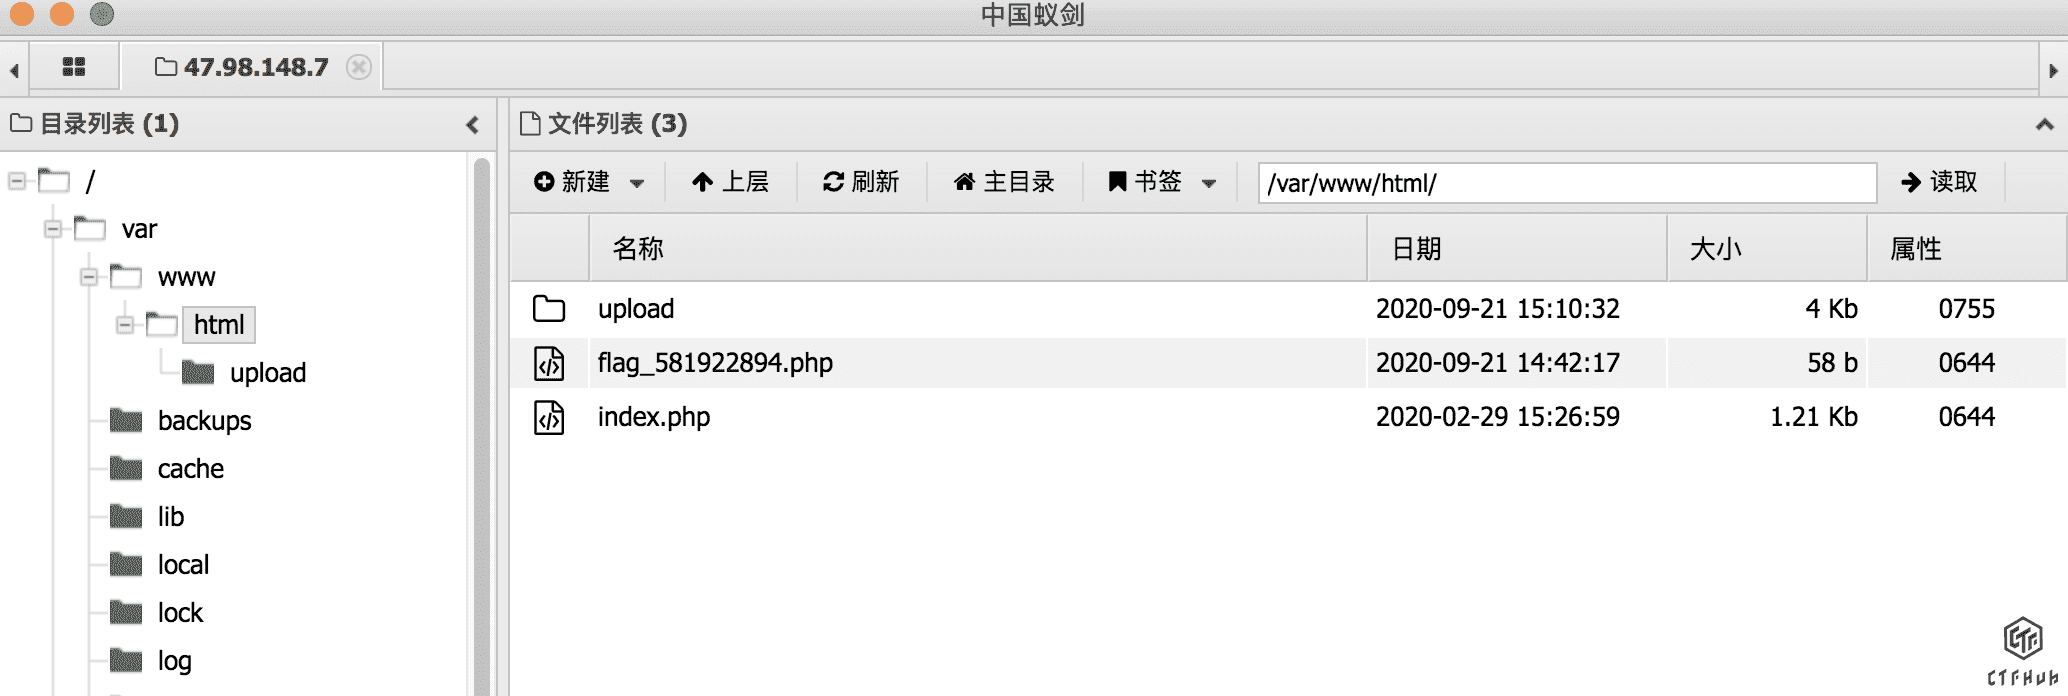 中国蚁剑
47.98.148.7
目录列表 (1)
/
var
www
html
upload
backups
cache
lib
local
lock
log
文件列表 (3)
新建 上层 刷新 主目录 书签 /var/www/html/ 读取
名称 日期 大小 属性
upload 2020-09-21 15:10:32 4 Kb 0755
flag_581922894.php 2020-09-21 14:42:17 58 b 0644
index.php 2020-02-29 15:26:59 1.21 Kb 0644
CTFHub